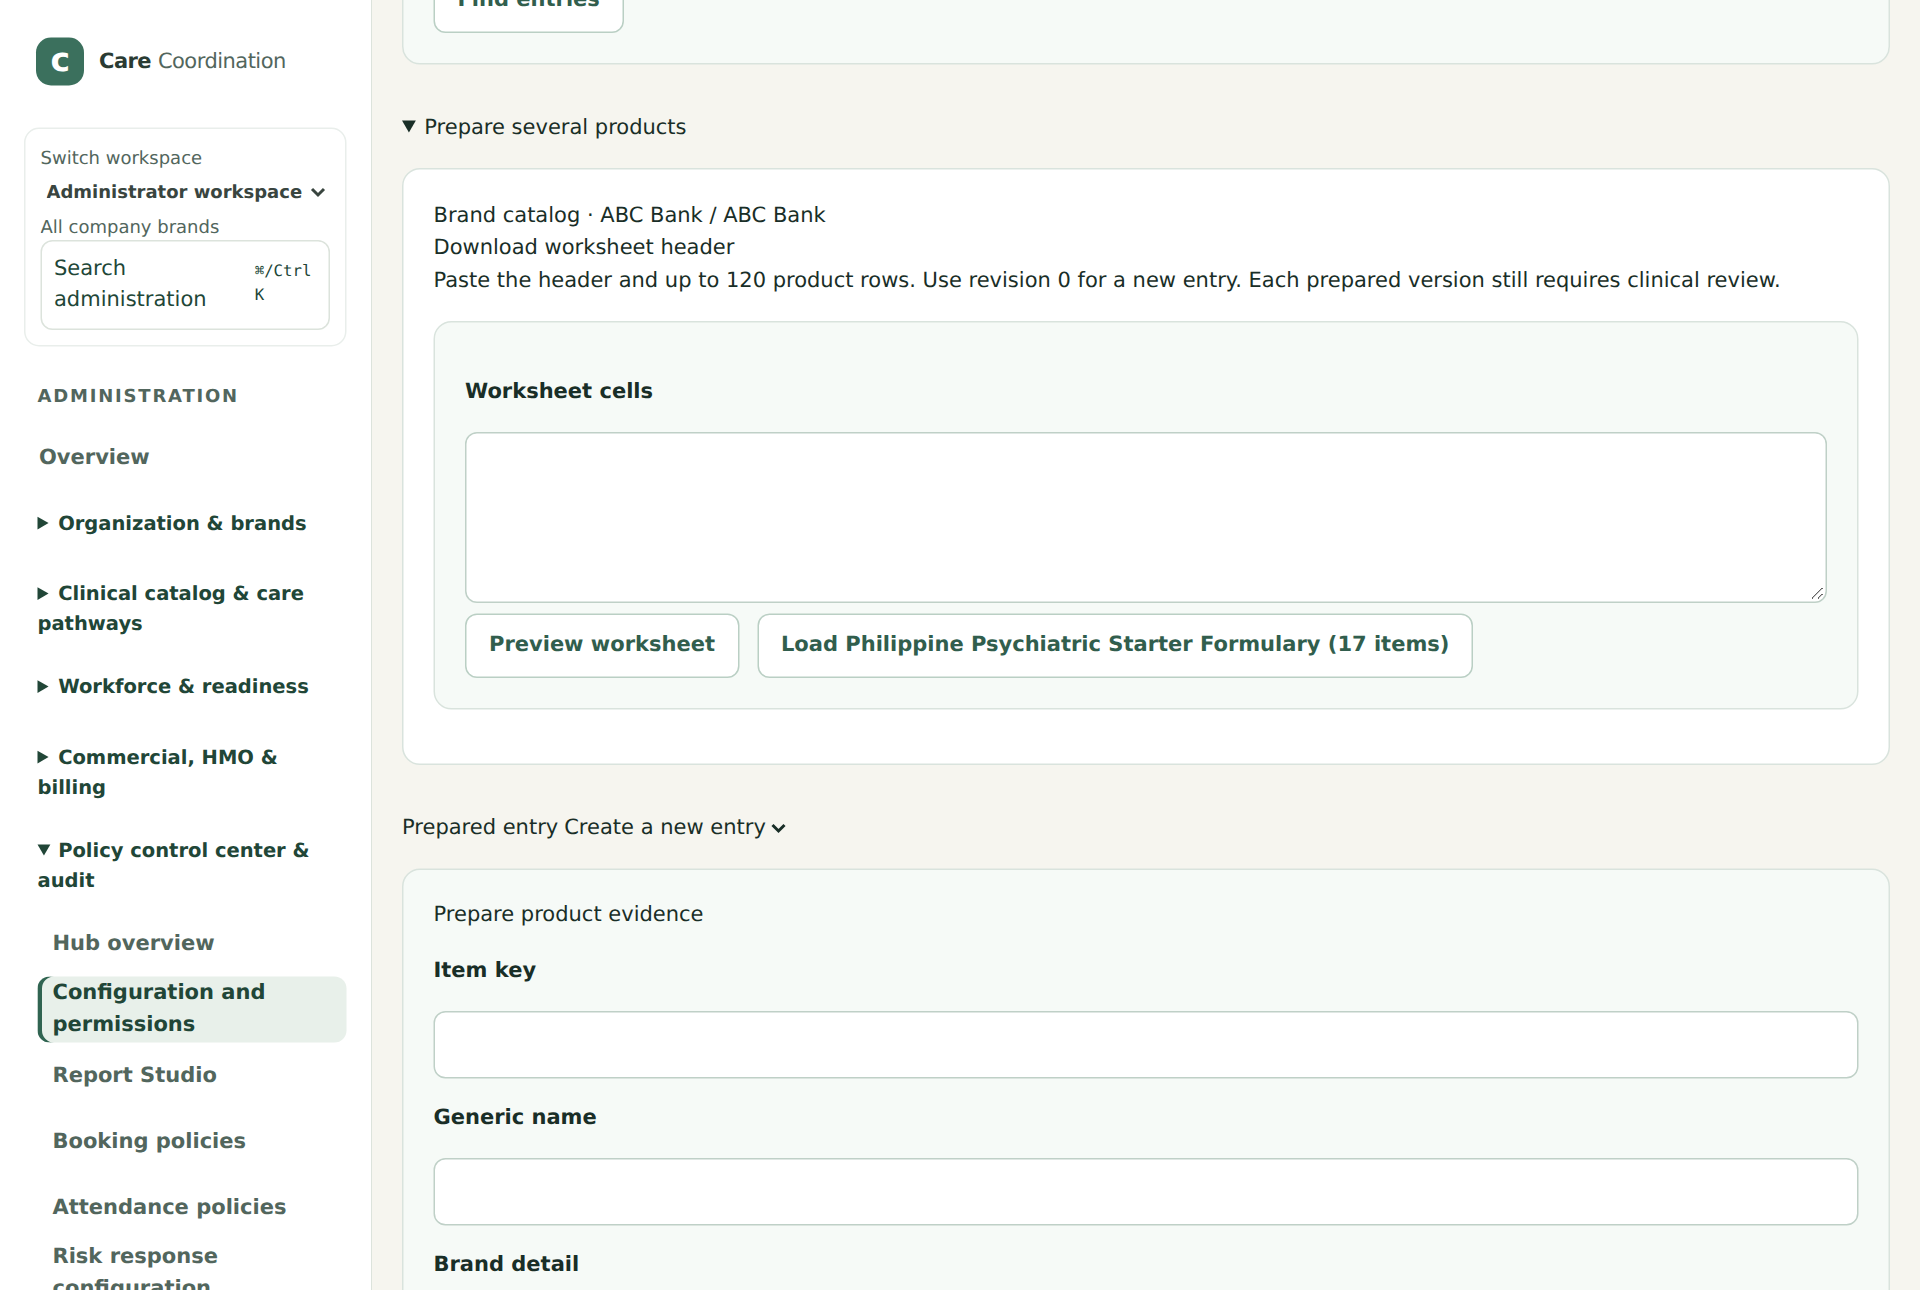 C
Care Coordination
Switch workspace
Administrator workspace
All company brands
Search administration
⌘/Ctrl K
ADMINISTRATION
Overview
Organization & brands
Clinical catalog & care
pathways
Workforce & readiness
Commercial, HMO &
billing
Policy control center &
audit
Hub overview
Configuration and
permissions
Report Studio
Booking policies
Attendance policies
Risk response
configuration
Find entries
Prepare several products
Brand catalog · ABC Bank / ABC Bank
Download worksheet header
Paste the header and up to 120 product rows. Use revision 0 for a new entry. Each prepared version still requires clinical review.
Worksheet cells
Preview worksheet
Load Philippine Psychiatric Starter Formulary (17 items)
Prepared entry Create a new entry
Prepare product evidence
Item key
Generic name
Brand detail